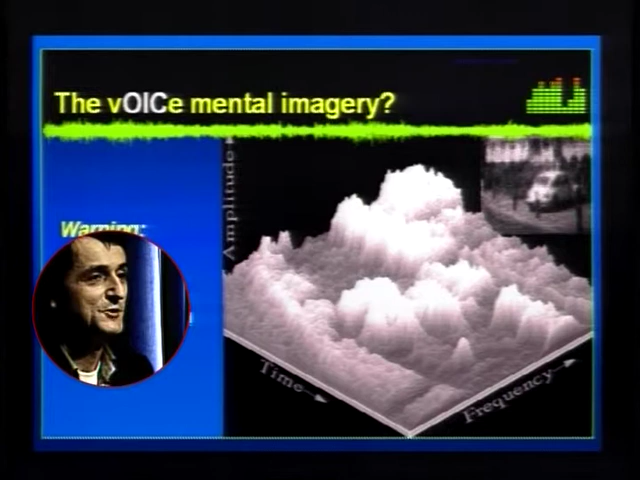 The vOICe mental imagery?
Amplitude
Warning:
Time
Frequency